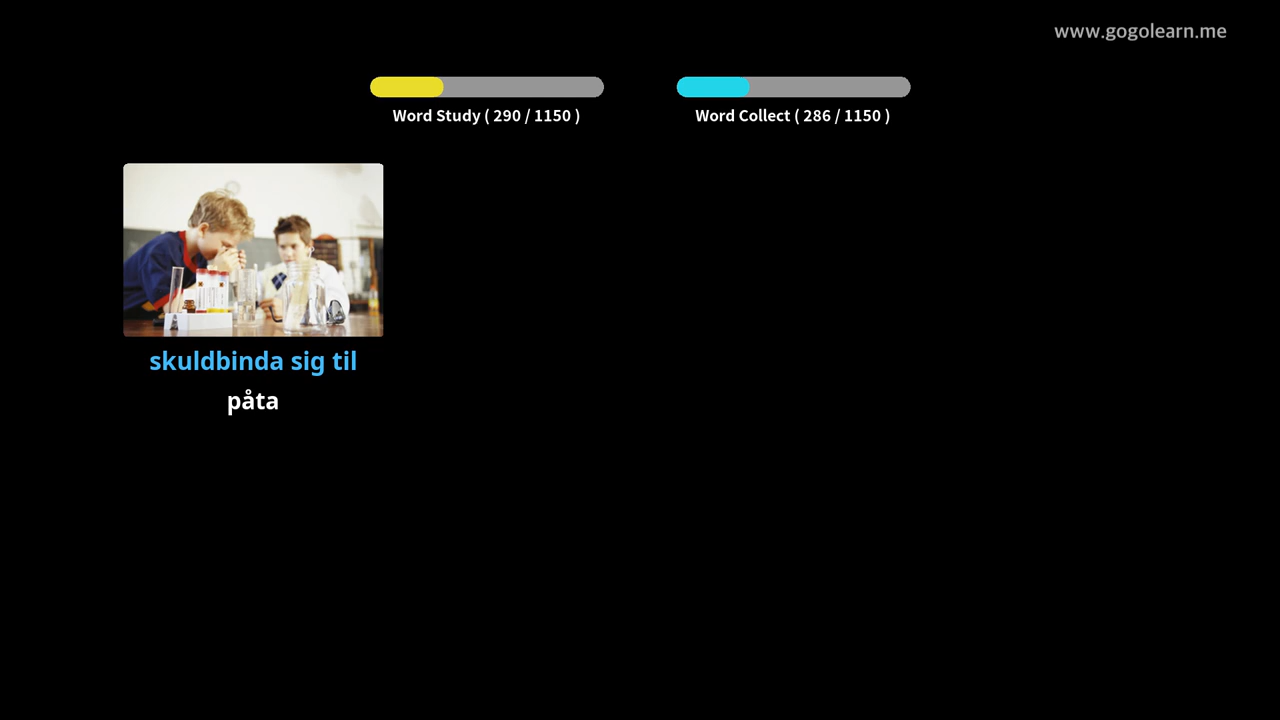 www.gogolearn.me
Word Study ( 290 / 1150 )
Word Collect ( 286 / 1150 )
skuldbinda sig til
påta